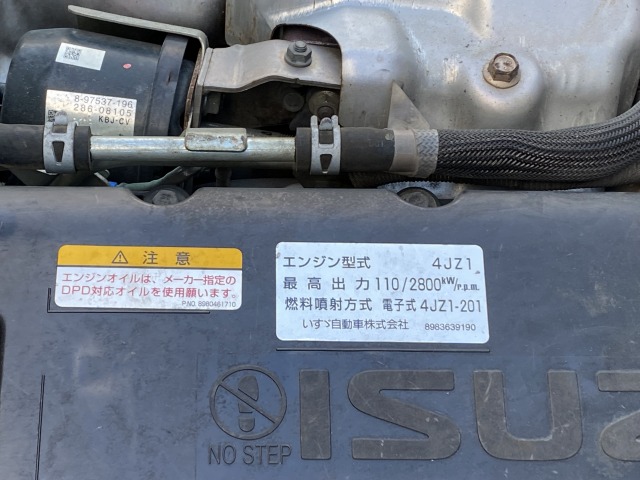 8-97537-196
286-08105
KBJ-CV
注意
エンジンオイルは、メーカー指定の
DPD対応オイルを使用願います。
P.NO 8980461710
エンジン型式 4JZ1
最高出力 110/2800kW/r.p.m.
燃料噴射方式 電子式 4JZ1-201
いすゞ自動車株式会社 8983639190
NO STEP
ISUZ